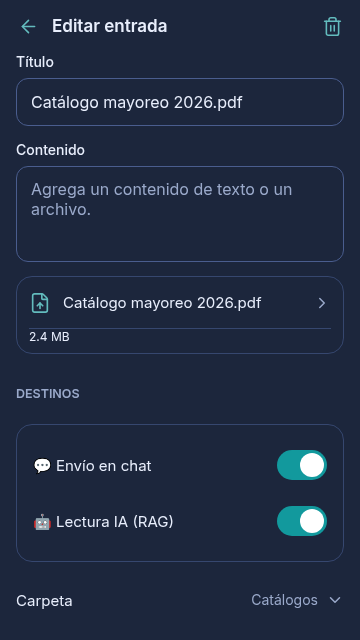 Editar entrada
Título
Catálogo mayoreo 2026.pdf
Contenido
Agrega un contenido de texto o un
archivo.
Catálogo mayoreo 2026.pdf
2.4 MB
DESTINOS
💬 Envío en chat
🤖 Lectura IA (RAG)
Carpeta Catálogos